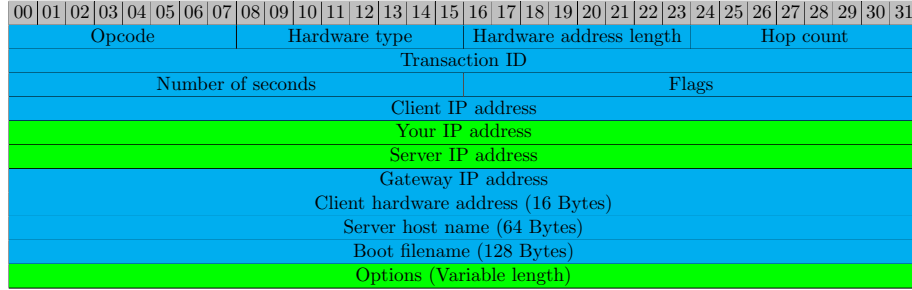 00 01 02 03 04 05 06 07 08 09 10 11 12 13 14 15 16 17 18 19 20 21 22 23 24 25 26 27 28 29 30 31
Opcode Hardware type Hardware address length Hop count
Transaction ID
Number of seconds Flags
Client IP address
Your IP address
Server IP address
Gateway IP address
Client hardware address (16 Bytes)
Server host name (64 Bytes)
Boot filename (128 Bytes)
Options (Variable length)